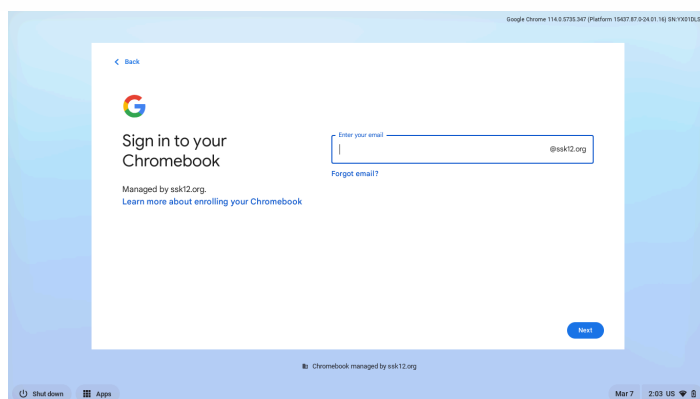 Google Chrome 114.0.5735.347 (Platform 15437.87.0-24.01.16) SN:YX01DLS
Back
Sign in to your
Chromebook
Managed by ssk12.org.
Learn more about enrolling your Chromebook
Enter your email
@ssk12.org
Forgot email?
Next
Chromebook managed by ssk12.org
Shut down
Apps
Mar 7
2:03 US